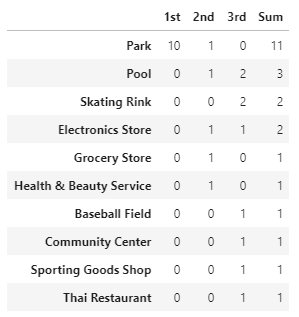 1st 2nd 3rd Sum
Park 10 1 0 11
Pool 0 1 2 3
Skating Rink 0 0 2 2
Electronics Store 0 1 1 2
Grocery Store 0 1 0 1
Health & Beauty Service 0 1 0 1
Baseball Field 0 0 1 1
Community Center 0 0 1 1
Sporting Goods Shop 0 0 1 1
Thai Restaurant 0 0 1 1